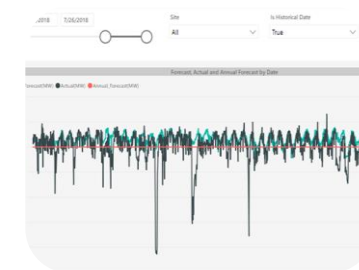 7/26/2018
Site
Is Historical Date
All
True
Forecast, Actual and Annual Forecast by Date
Actual(MW) Annual_Forecast(MW)